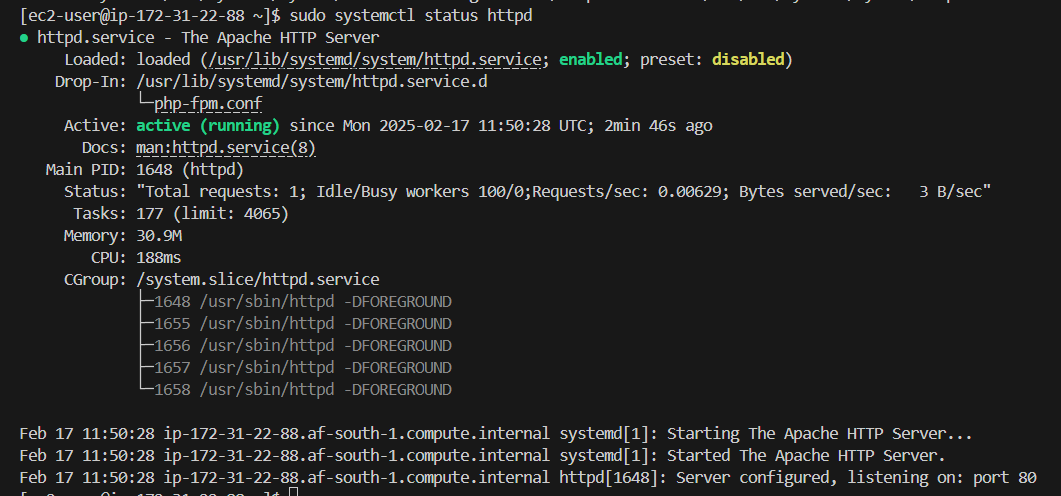 [ec2-user@ip-172-31-22-88 ~]$ sudo systemctl status httpd
● httpd.service - The Apache HTTP Server
Loaded: loaded (/usr/lib/systemd/system/httpd.service; enabled; preset: disabled)
Drop-In: /usr/lib/systemd/system/httpd.service.d
└─php-fpm.conf
Active: active (running) since Mon 2025-02-17 11:50:28 UTC; 2min 46s ago
Docs: man:httpd.service(8)
Main PID: 1648 (httpd)
Status: "Total requests: 1; Idle/Busy workers 100/0;Requests/sec: 0.00629; Bytes served/sec:   3 B/sec"
Tasks: 177 (limit: 4065)
Memory: 30.9M
CPU: 188ms
CGroup: /system.slice/httpd.service
├─1648 /usr/sbin/httpd -DFOREGROUND
├─1655 /usr/sbin/httpd -DFOREGROUND
├─1656 /usr/sbin/httpd -DFOREGROUND
├─1657 /usr/sbin/httpd -DFOREGROUND
└─1658 /usr/sbin/httpd -DFOREGROUND
Feb 17 11:50:28 ip-172-31-22-88.af-south-1.compute.internal systemd[1]: Starting The Apache HTTP Server...
Feb 17 11:50:28 ip-172-31-22-88.af-south-1.compute.internal systemd[1]: Started The Apache HTTP Server.
Feb 17 11:50:28 ip-172-31-22-88.af-south-1.compute.internal httpd[1648]: Server configured, listening on: port 80